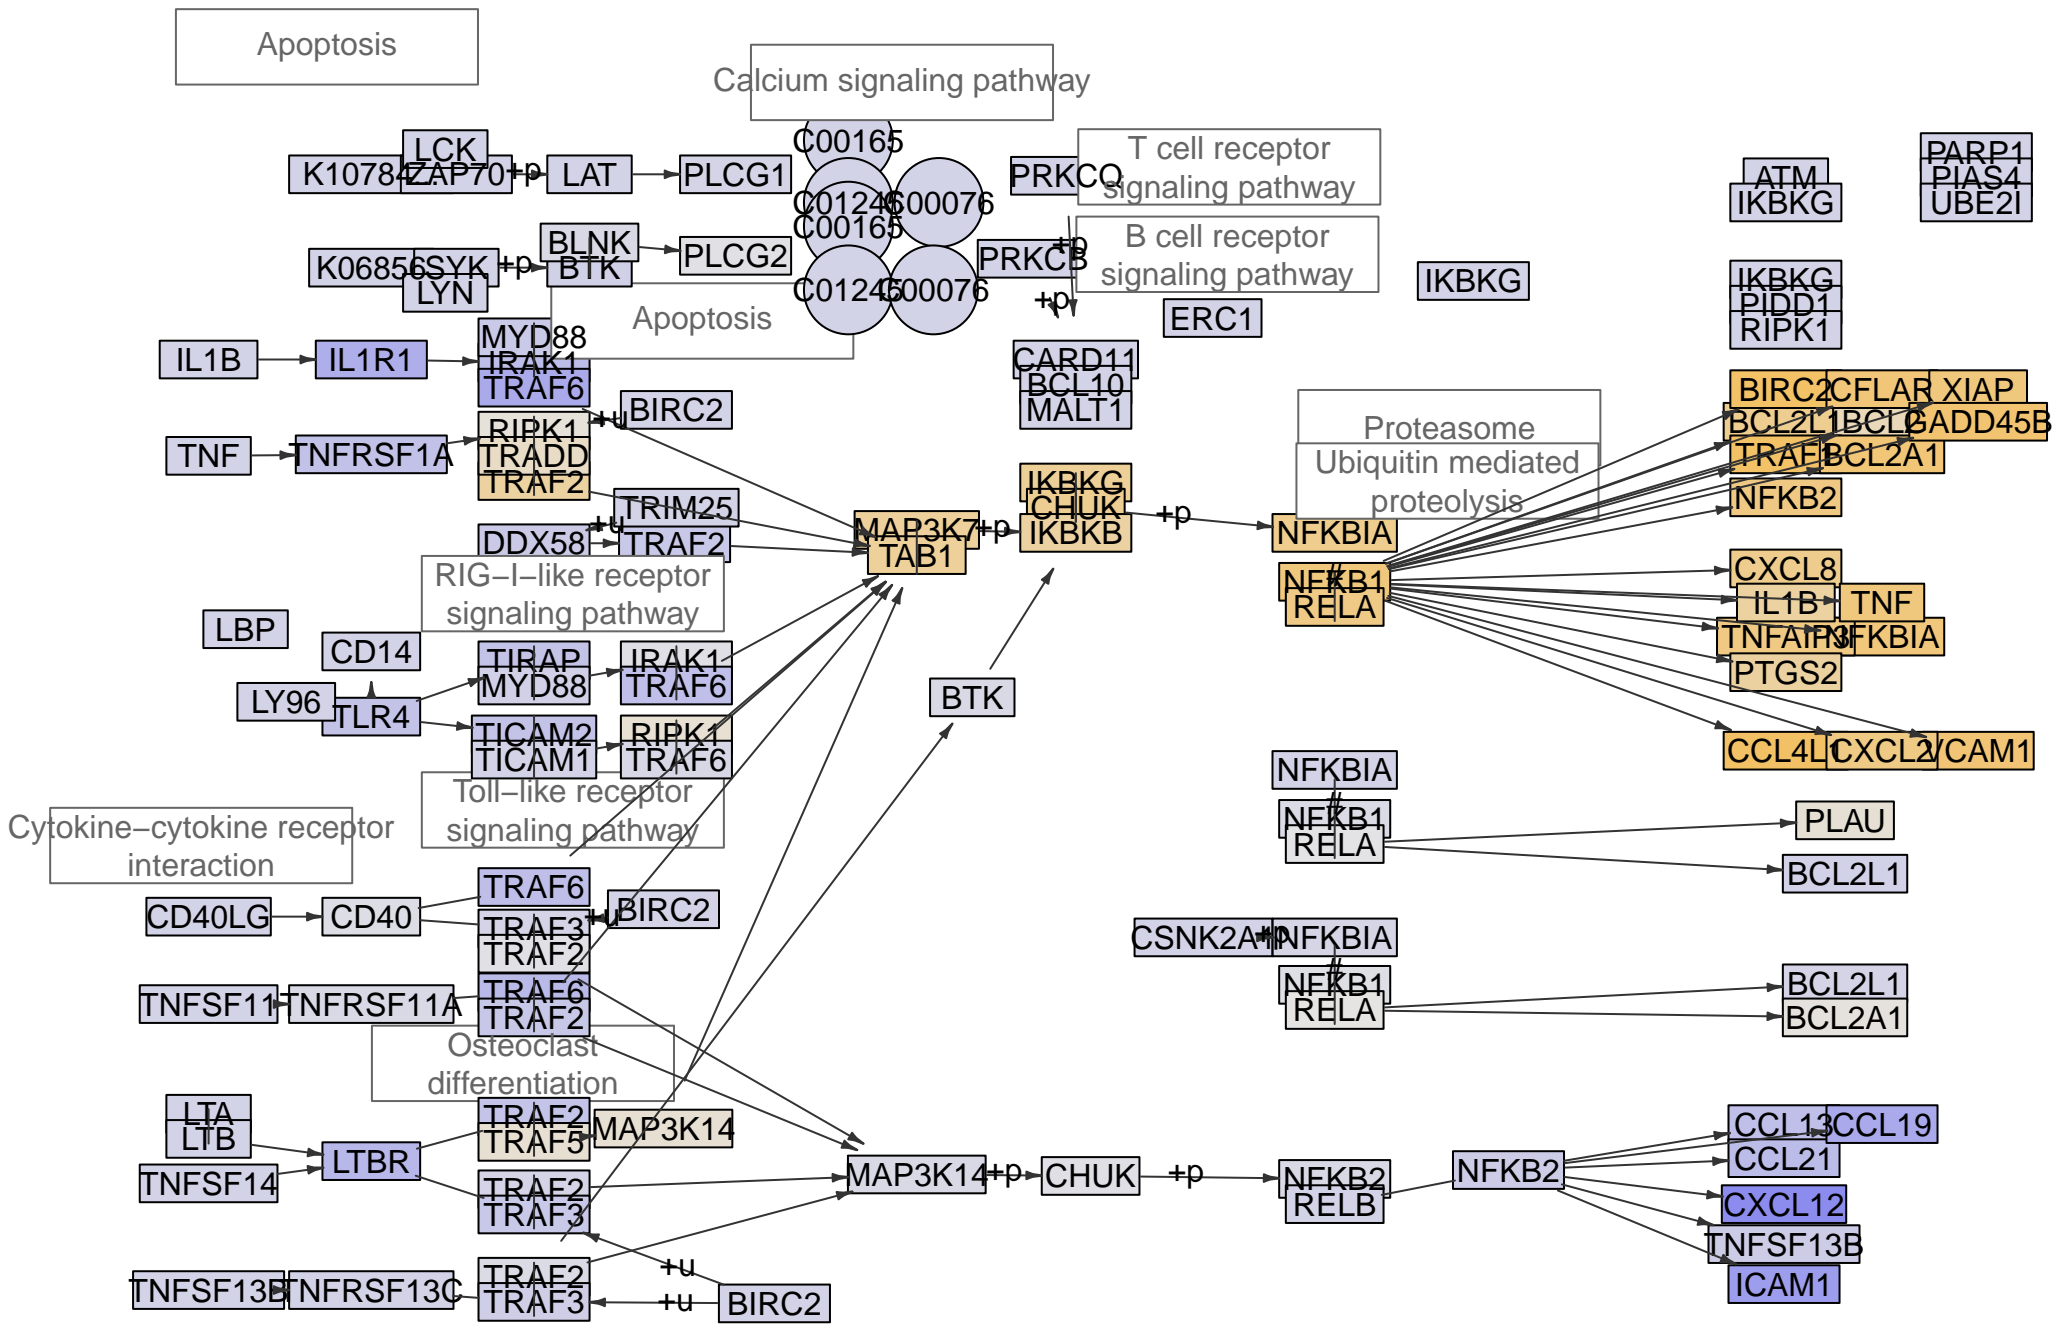 Apoptosis
Calcium signaling pathway
T cell receptor
signaling pathway
B cell receptor
signaling pathway
LCK
K10784
ZAP70
+p
LAT
PLCG1
C00165
C01246
C00076
C00165
C01245
C00076
PRKCQ
PRKCB
+p
+p
K06856
SYK
LYN
+p
BLNK
BTK
PLCG2
Apoptosis
ERC1
IKBKG
ATM
IKBKG
PARP1
PIAS4
UBE2I
IKBKG
PIDD1
RIPK1
IL1B
IL1R1
MYD88
IRAK1
TRAF6
CARD11
BCL10
MALT1
TNF
TNFRSF1A
RIPK1
TRADD
TRAF2
+u
BIRC2
TRIM25
+u
DDX58
TRAF2
RIG−I−like receptor
signaling pathway
MAP3K7
TAB1
+p
IKBKG
CHUK
IKBKB
+p
Proteasome
Ubiquitin mediated
proteolysis
NFKBIA
NFKB1
RELA
BIRC2
CFLAR
XIAP
BCL2L1
BCL2
GADD45B
TRAF1
BCL2A1
NFKB2
CXCL8
IL1B
TNF
TNFAIP3
NFKBIA
PTGS2
CCL4L1
CXCL2
VCAM1
LBP
CD14
LY96
TLR4
TIRAP
MYD88
IRAK1
TRAF6
TICAM2
TICAM1
RIPK1
TRAF6
BTK
Toll−like receptor
signaling pathway
Cytokine−cytokine receptor
interaction
NFKBIA
NFKB1
RELA
PLAU
BCL2L1
CD40LG
CD40
TRAF6
TRAF3
TRAF2
+u
BIRC2
CSNK2A1
+p
NFKBIA
NFKB1
RELA
BCL2L1
BCL2A1
TNFSF11
TNFRSF11A
TRAF6
TRAF2
Osteoclast
differentiation
LTA
LTB
TNFSF14
LTBR
TRAF2
TRAF5
MAP3K14
TRAF2
TRAF3
MAP3K14
+p
CHUK
+p
NFKB2
RELB
NFKB2
CCL13
CCL19
CCL21
CXCL12
TNFSF13B
ICAM1
TNFSF13B
TNFRSF13C
TRAF2
TRAF3
+u
+u
BIRC2